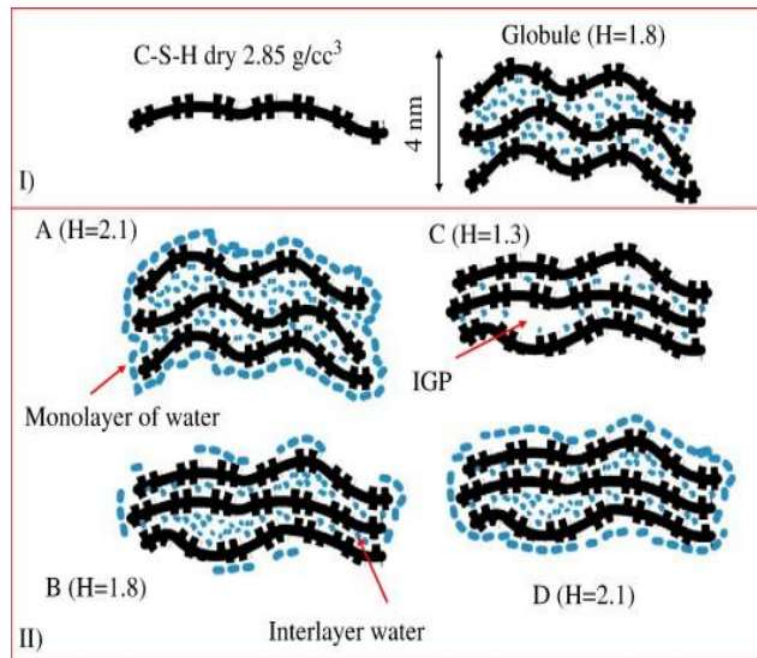 C-S-H dry 2.85 g/cc³
Globule (H=1.8)
4 nm
I)
A (H=2.1)
C (H=1.3)
IGP
Monolayer of water
B (H=1.8)
D (H=2.1)
Interlayer water
II)